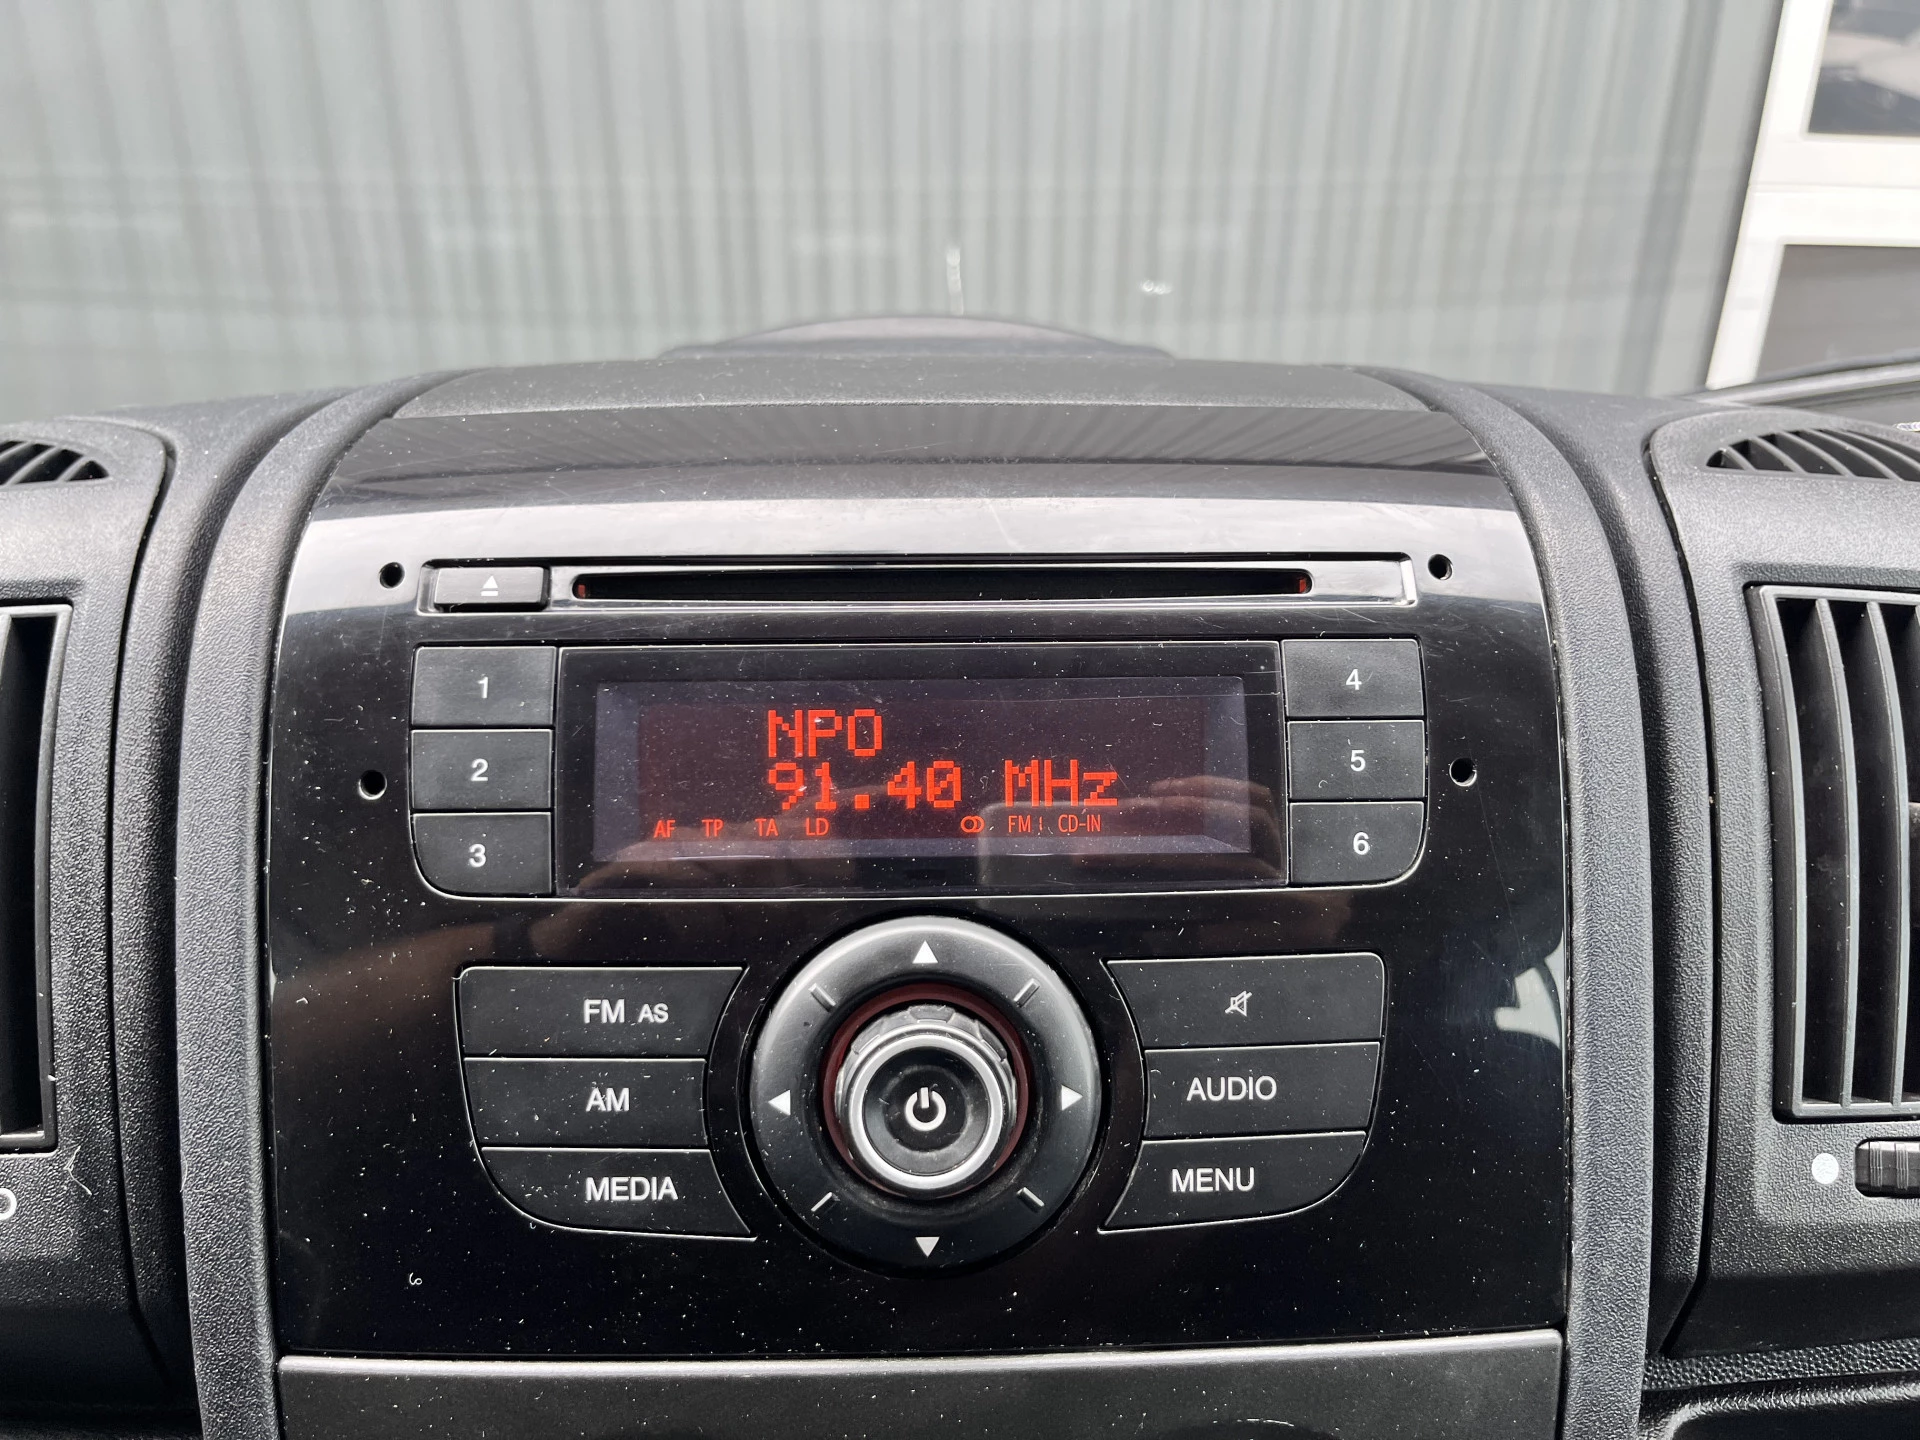 1
2
3
NPO
91.40 MHz
AF TP TA LD FM CD-IN
4
5
6
FM AS
AM
MEDIA
AUDIO
MENU